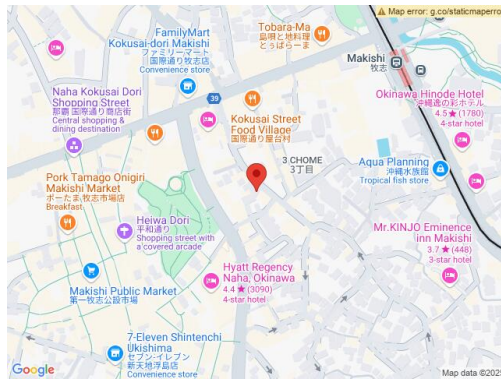 Map error: g.co/staticmaperro
Tobara-Ma
島唄と地料理
とぅばらーま
FamilyMart
Kokusai-dori Makishi
ファミリーマート
国際通り牧志店
Convenience store
Makishi
牧志
Okinawa Hinode Hotel
沖縄逸の彩ホテル
4.5★(1780)
4-star hotel
Naha Kokusai Dori
Shopping Street
那覇 国際通り商店街
Central shopping &
dining destination
39
Kokusai Street
Food Village
国際通り屋台村
3 CHOME
3丁目
Aqua Planning
沖縄水族館
Tropical fish store
Pork Tamago Onigiri
Makishi Market
ポーたま 牧志市場店
Breakfast
Heiwa Dori
平和通り
Shopping street with
a covered arcade
Mr.KINJO Eminence
inn Makishi
3.7★(448)
3-star hotel
Makishi Public Market
第一牧志公設市場
Hyatt Regency
Naha, Okinawa
4.4★(3090)
4-star hotel
7-Eleven Shintenchi
Ukishima
セブン-イレブン
新天地浮島店
Convenience store
Google
Map data ©2025